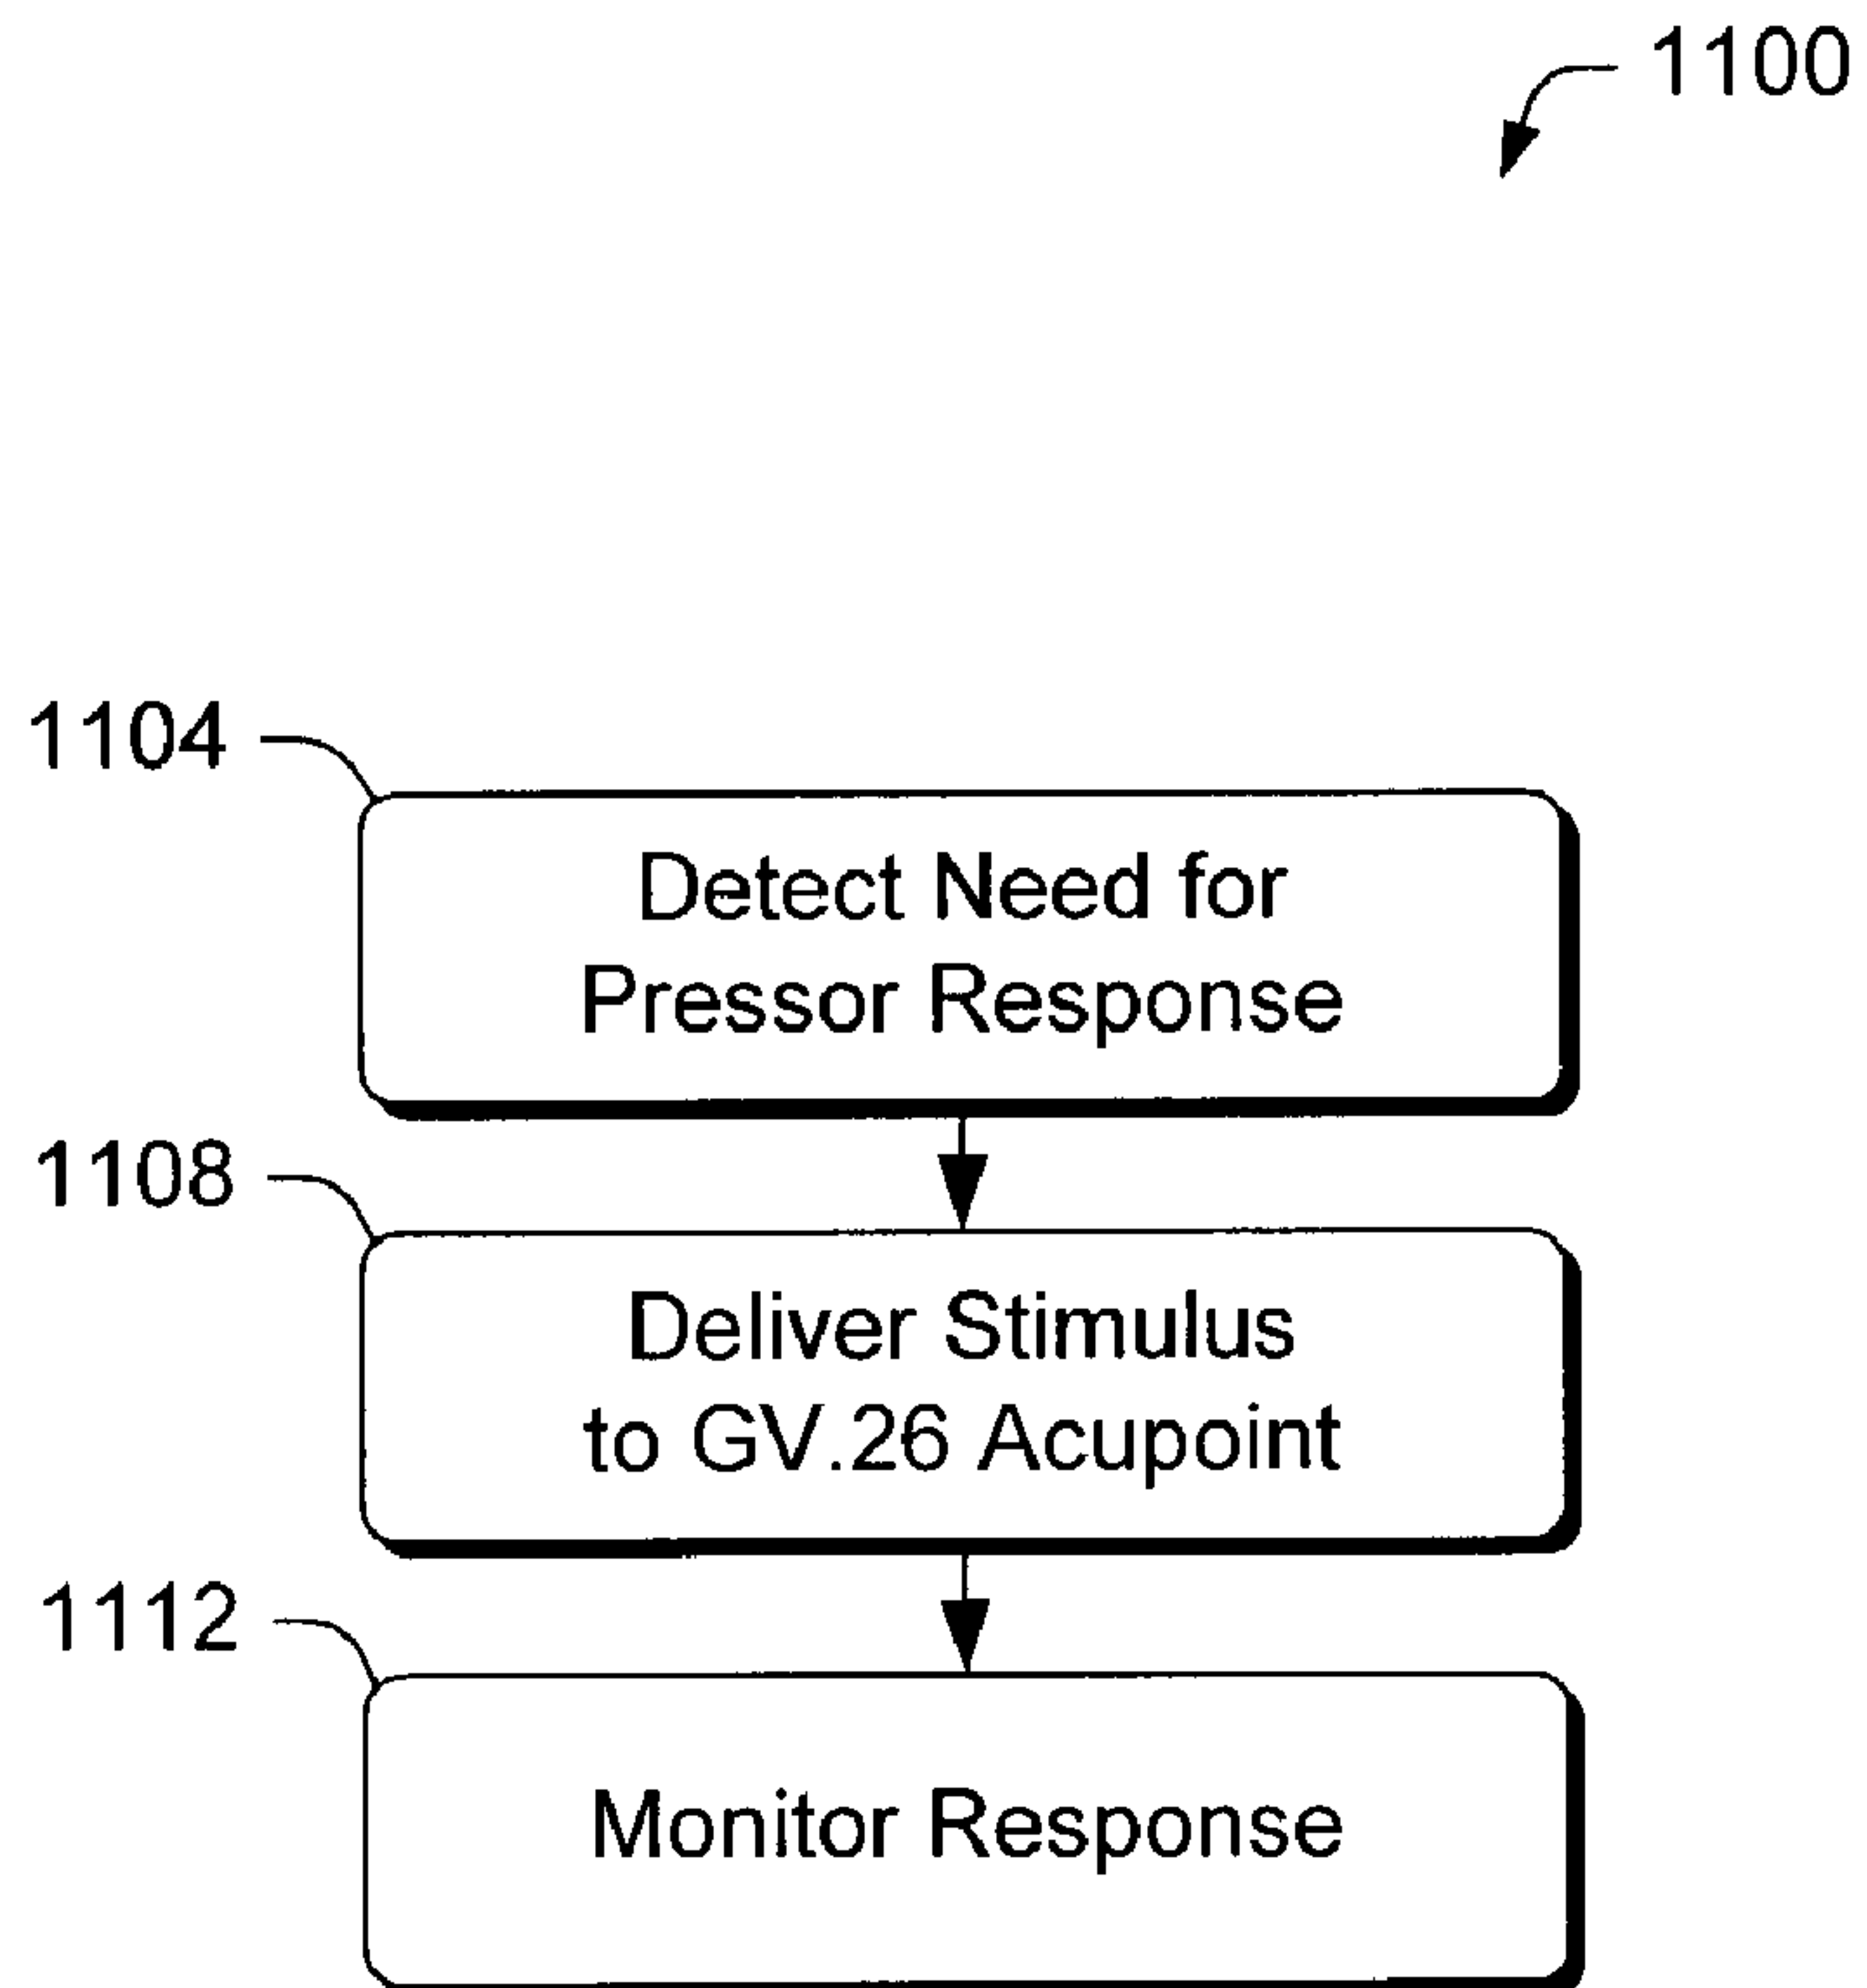 1100
1104
Detect Need for
Pressor Response
1108
Deliver Stimulus
to GV.26 Acupoint
1112
Monitor Response